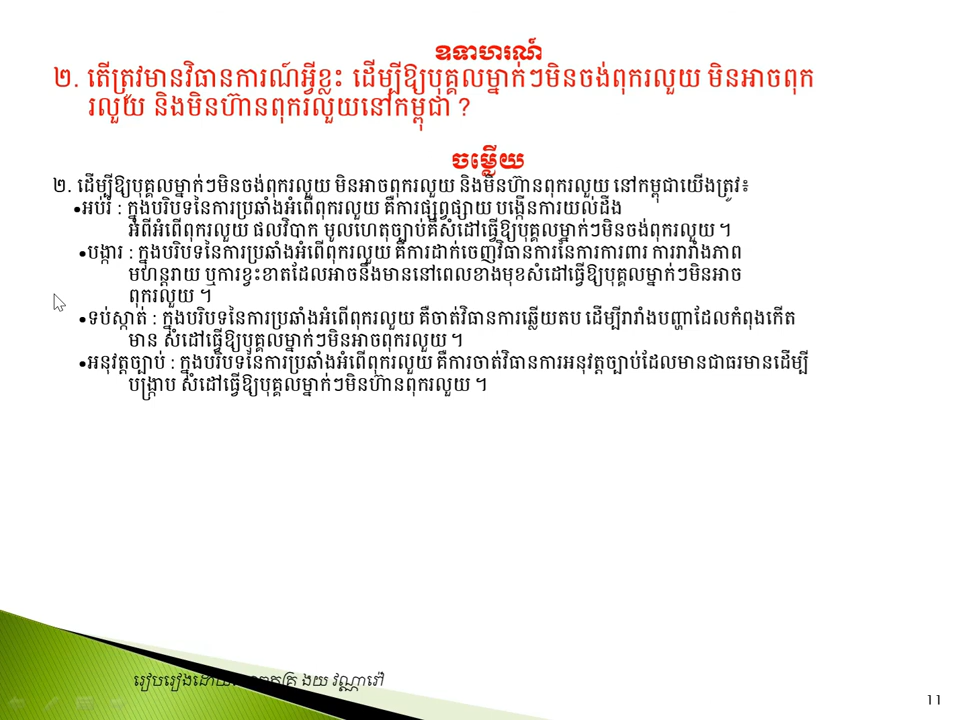 ឧទាហរណ៍
២. តើត្រូវមានវិធានការណ៍អ្វីខ្លះ ដើម្បីឱ្យបុគ្គលម្នាក់ៗមិនចង់ពុករលួយ មិនអាចពុក
រលួយ និងមិនហ៊ានពុករលួយនៅកម្ពុជា ?
ចម្លើយ
២. ដើម្បីឱ្យបុគ្គលម្នាក់ៗមិនចង់ពុករលួយ មិនអាចពុករលួយ និងមិនហ៊ានពុករលួយ នៅកម្ពុជាយើងត្រូវ៖
•អប់រំ : ក្នុងបរិបទនៃការប្រឆាំងអំពើពុករលួយ គឺការផ្សព្វផ្សាយ បង្កើនការយល់ដឹង
អំពីអំពើពុករលួយ ផលវិបាក មូលហេតុច្បាប់គឺសំដៅធ្វើឱ្យបុគ្គលម្នាក់ៗមិនចង់ពុករលួយ ។
•បង្ការ : ក្នុងបរិបទនៃការប្រឆាំងអំពើពុករលួយ គឺការដាក់ចេញវិធានការនៃការការពារ ការរារាំងភាព
មហន្តរាយ ឬការខ្វះខាតដែលអាចនឹងមាននៅពេលខាងមុខសំដៅធ្វើឱ្យបុគ្គលម្នាក់ៗមិនអាច
ពុករលួយ ។
•ទប់ស្កាត់ : ក្នុងបរិបទនៃការប្រឆាំងអំពើពុករលួយ គឺចាត់វិធានការឆ្លើយតប ដើម្បីរារាំងបញ្ហាដែលកំពុងកើត
មាន សំដៅធ្វើឱ្យបុគ្គលម្នាក់ៗមិនអាចពុករលួយ ។
•អនុវត្តច្បាប់ : ក្នុងបរិបទនៃការប្រឆាំងអំពើពុករលួយ គឺការចាត់វិធានការអនុវត្តច្បាប់ដែលមានជាធរមានដើម្បី
បង្ក្រាប សំដៅធ្វើឱ្យបុគ្គលម្នាក់ៗមិនហ៊ានពុករលួយ ។
រៀបរៀងដោយ ងយ វណ្ណារៅ
11